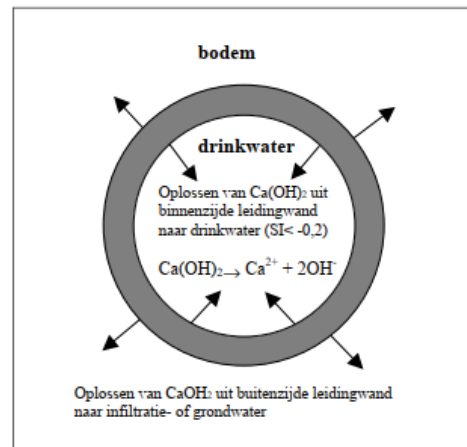 bodem
drinkwater
Oplossen van Ca(OH)₂ uit
binnenzijde leidingwand
naar drinkwater (SI< -0,2)
Ca(OH)₂→ Ca²⁺ + 2OH⁻
Oplossen van CaOH₂ uit buitenzijde leidingwand
naar infiltratie- of grondwater